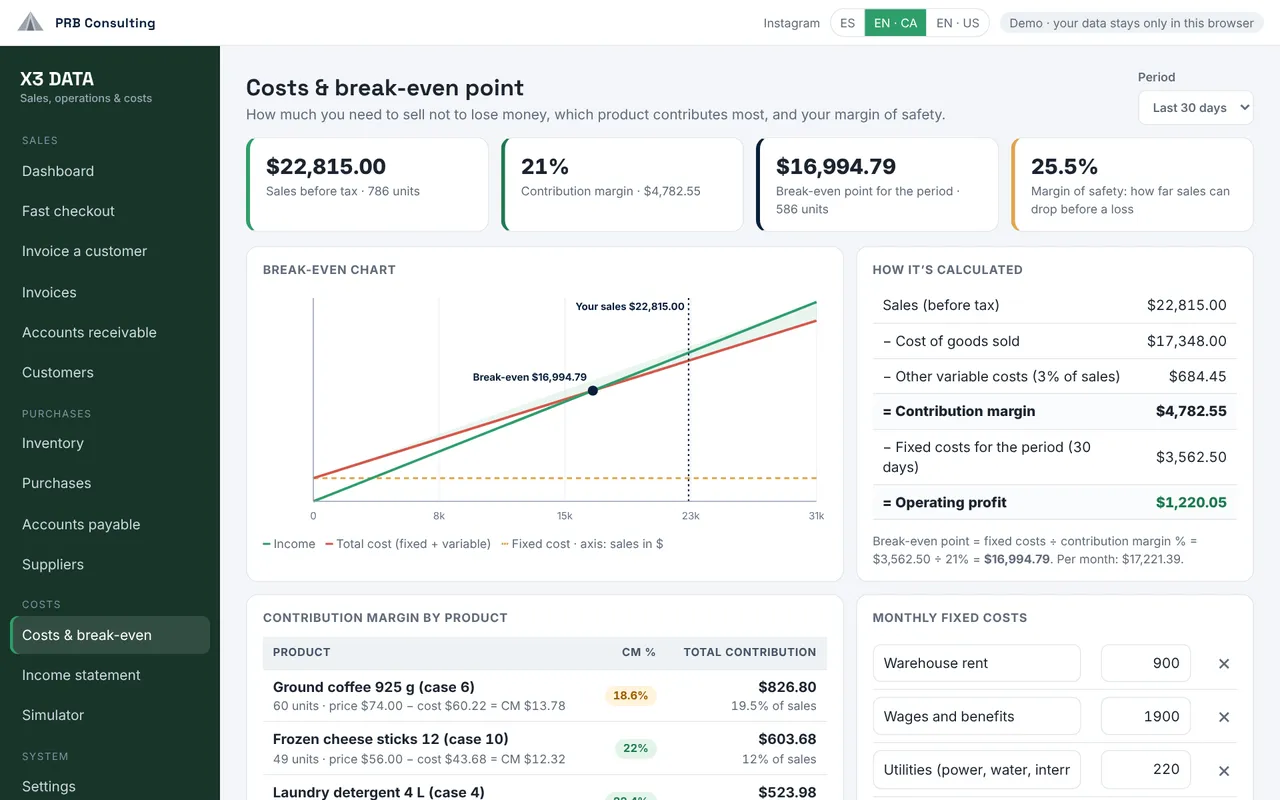 PRB Consulting
Instagram
ES
EN · CA
EN · US
Demo · your data stays only in this browser
X3 DATA
Sales, operations & costs
SALES
Dashboard
Fast checkout
Invoice a customer
Invoices
Accounts receivable
Customers
PURCHASES
Inventory
Purchases
Accounts payable
Suppliers
COSTS
Costs & break-even
Income statement
Simulator
SYSTEM
Settings
Costs & break-even point
How much you need to sell not to lose money, which product contributes most, and your margin of safety.
Period
Last 30 days
$22,815.00
Sales before tax · 786 units
21%
Contribution margin · $4,782.55
$16,994.79
Break-even point for the period ·
586 units
25.5%
Margin of safety: how far sales can
drop before a loss
BREAK-EVEN CHART
Your sales $22,815.00
Break-even $16,994.79
0
8k
15k
23k
31k
Income
Total cost (fixed + variable)
Fixed cost · axis: sales in $
HOW IT'S CALCULATED
Sales (before tax) $22,815.00
− Cost of goods sold $17,348.00
− Other variable costs (3% of sales) $684.45
= Contribution margin $4,782.55
− Fixed costs for the period (30
days) $3,562.50
= Operating profit $1,220.05
Break-even point = fixed costs ÷ contribution margin % =
$3,562.50 ÷ 21% = $16,994.79. Per month: $17,221.39.
CONTRIBUTION MARGIN BY PRODUCT
PRODUCT CM % TOTAL CONTRIBUTION
Ground coffee 925 g (case 6) 18.6% $826.80
60 units · price $74.00 − cost $60.22 = CM $13.78 19.5% of sales
Frozen cheese sticks 12 (case 10) 22% $603.68
49 units · price $56.00 − cost $43.68 = CM $12.32 12% of sales
Laundry detergent 4 L (case 4) $523.98
MONTHLY FIXED COSTS
Warehouse rent 900 ×
Wages and benefits 1900 ×
Utilities (power, water, interr 220 ×